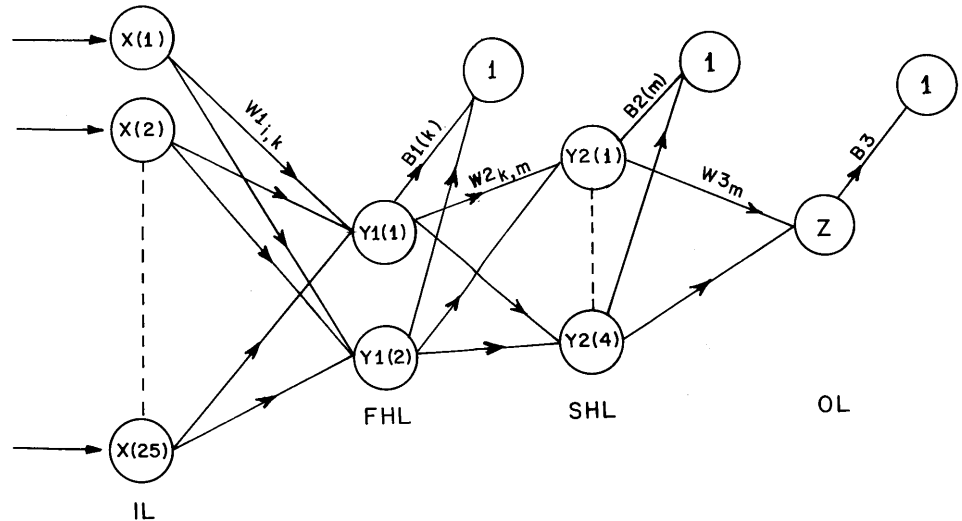 X(1)
X(2)
X(25)
IL
W1i,k
Y1(1)
Y1(2)
FHL
B1(k)
1
W2k,m
Y2(1)
Y2(4)
SHL
B2(m)
1
W3m
Z
OL
B3
1